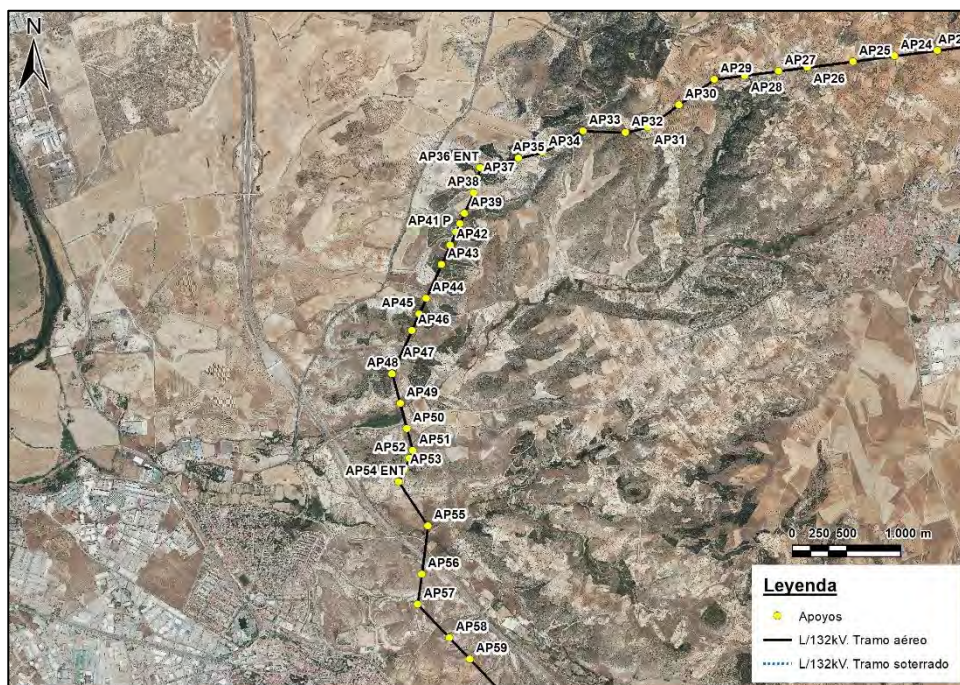 N
AP2
AP24
AP25
AP27
AP26
AP29
AP28
AP30
AP33
AP32
AP31
AP35
AP34
AP36 ENT
AP37
AP38
AP39
AP41 P
AP42
AP43
AP44
AP45
AP46
AP47
AP48
AP49
AP50
AP51
AP52
AP53
AP54 ENT
AP55
AP56
AP57
AP58
AP59
0 250 500 1.000 m
Leyenda
Apoyos
L/132kV. Tramo aéreo
L/132kV. Tramo soterrado